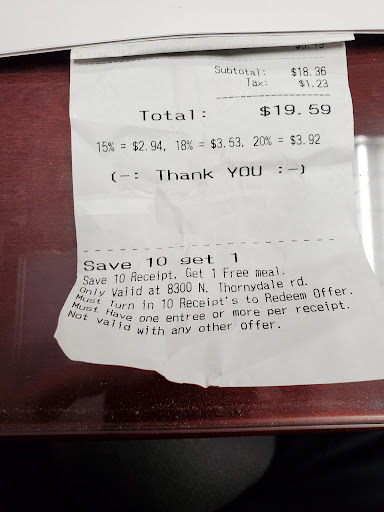 Subtotal: $18.36
Tax: $1.23
Total: $19.59
15% = $2.94, 18% = $3.53, 20% = $3.92
(-: Thank YOU :-)
Save 10 get 1
Save 10 Receipt, Get 1 Free meal.
Only Valid at 8300 N. Thornydale rd.
Must Turn in 10 Receipt's to Redeem Offer.
Must Have one entree or more per receipt.
Not valid with any other offer.